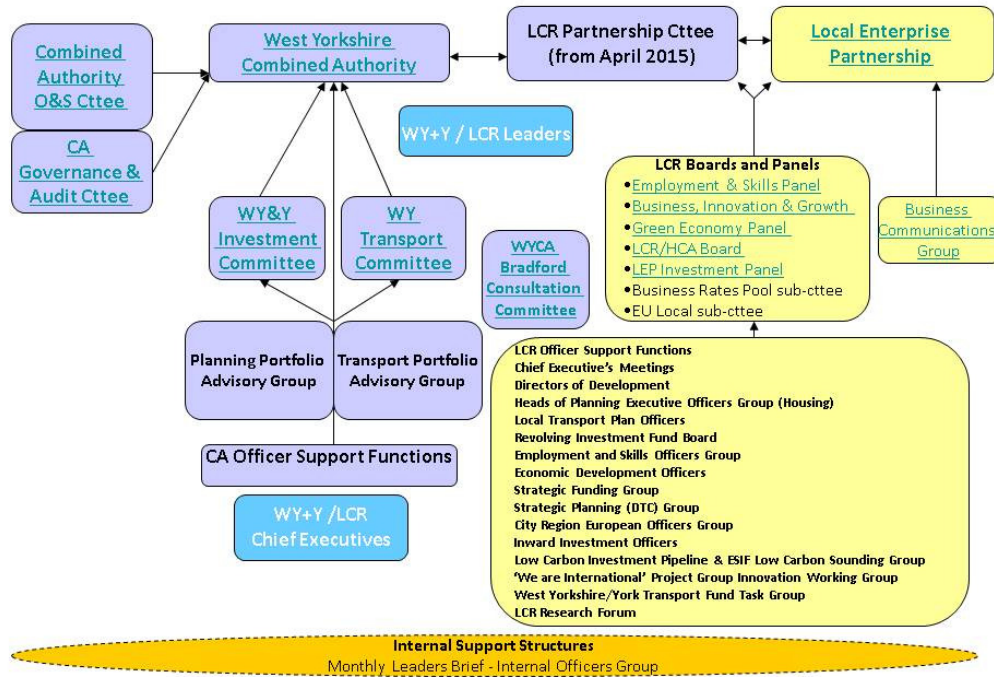 Combined
Authority
O&S Cttee
CA
Governance &
Audit Cttee
West Yorkshire
Combined Authority
LCR Partnership Cttee
(from April 2015)
Local Enterprise
Partnership
WY+Y / LCR Leaders
WY&Y
Investment
Committee
WY
Transport
Committee
WYCA
Bradford
Consultation
Committee
LCR Boards and Panels
•Employment & Skills Panel
•Business, Innovation & Growth
•Green Economy Panel
•LCR/HCA Board
•LEP Investment Panel
•Business Rates Pool sub-cttee
•EU Local sub-cttee
Business
Communications
Group
Planning Portfolio
Advisory Group
Transport Portfolio
Advisory Group
CA Officer Support Functions
WY+Y /LCR
Chief Executives
LCR Officer Support Functions
Chief Executive's Meetings
Directors of Development
Heads of Planning Executive Officers Group (Housing)
Local Transport Plan Officers
Revolving Investment Fund Board
Employment and Skills Officers Group
Economic Development Officers
Strategic Funding Group
Strategic Planning (DTC) Group
City Region European Officers Group
Inward Investment Officers
Low Carbon Investment Pipeline & ESIF Low Carbon Sounding Group
'We are International' Project Group Innovation Working Group
West Yorkshire/York Transport Fund Task Group
LCR Research Forum
Internal Support Structures
Monthly Leaders Brief - Internal Officers Group